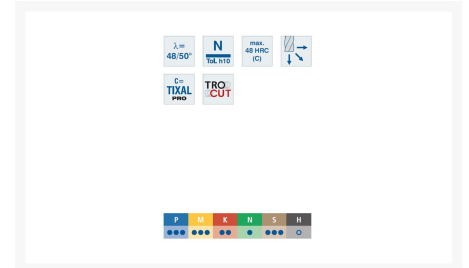 λ=
48/50°
N
Tol. h10
max.
48 HRC
(C)
C=
TIXAL
PRO
TRO
CUT
P M K N S H